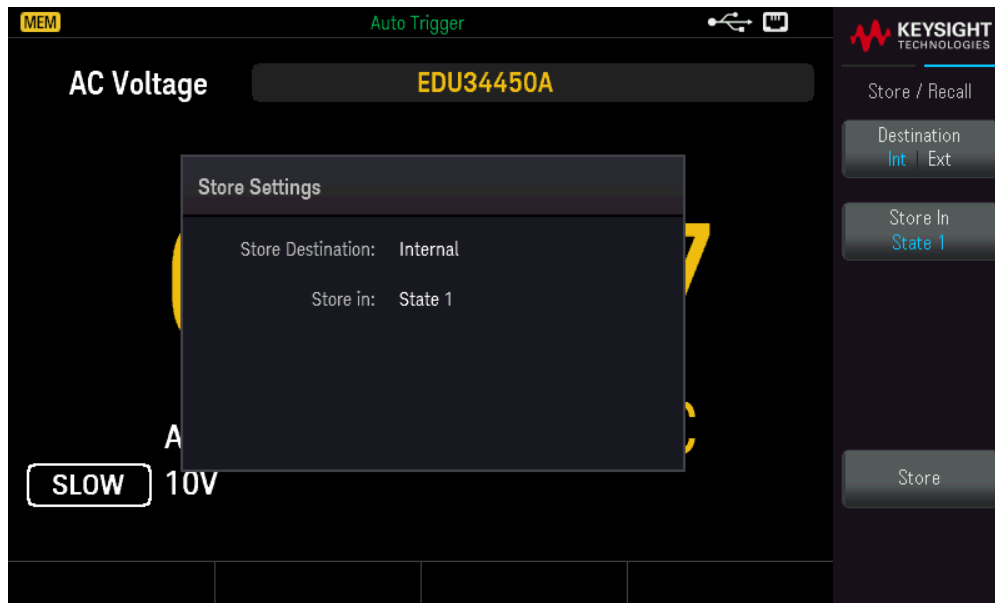 MEM
Auto Trigger
KEYSIGHT
TECHNOLOGIES
AC Voltage
EDU34450A
Store / Recall
Destination
Int | Ext
Store Settings
Store In
State 1
Store Destination: Internal
7
Store in: State 1
A
C
SLOW
10V
Store